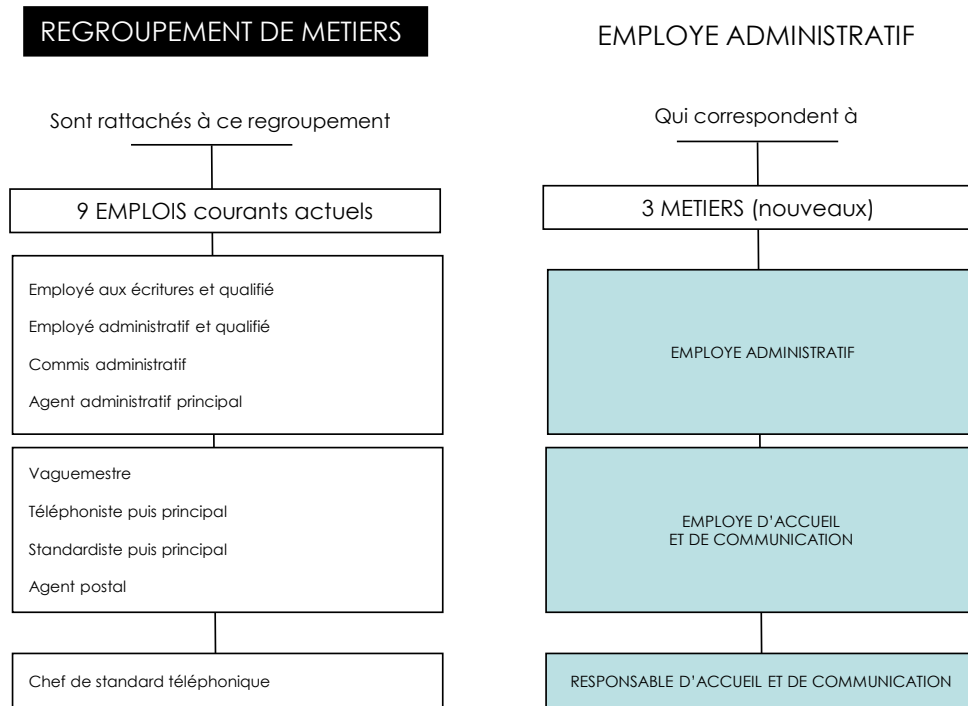 REGROUPEMENT DE METIERS
EMPLOYE ADMINISTRATIF
Sont rattachés à ce regroupement
Qui correspondent à
9 EMPLOIS courants actuels
3 METIERS (nouveaux)
Employé aux écritures et qualifié
Employé administratif et qualifié
Commis administratif
Agent administratif principal
EMPLOYE ADMINISTRATIF
Vaguemestre
Téléphoniste puis principal
Standardiste puis principal
Agent postal
EMPLOYE D'ACCUEIL
ET DE COMMUNICATION
Chef de standard téléphonique
RESPONSABLE D'ACCUEIL ET DE COMMUNICATION